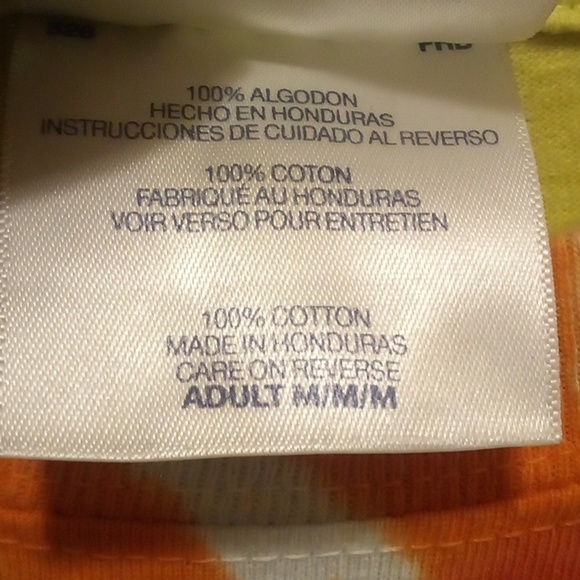 100% ALGODON
HECHO EN HONDURAS
INSTRUCCIONES DE CUIDADO AL REVERSO
100% COTON
FABRIQUÉ AU HONDURAS
VOIR VERSO POUR ENTRETIEN
100% COTTON
MADE IN HONDURAS
CARE ON REVERSE
ADULT M/M/M